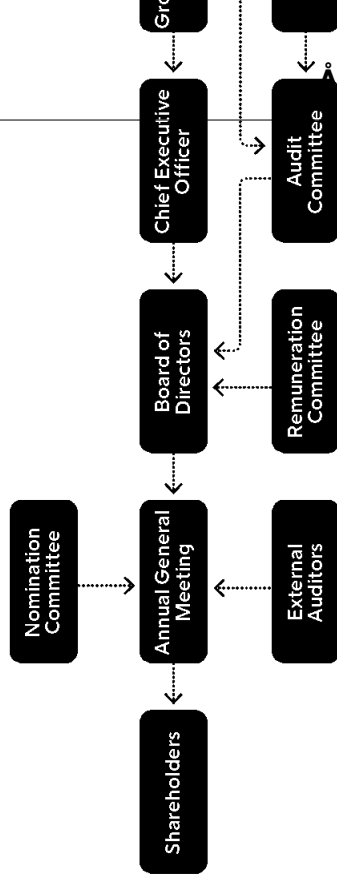 Shareholders
Nomination
Committee
Annual General
Meeting
External
Auditors
Board of
Directors
Remuneration
Committee
Chief Executive
Officer
Audit
Committee